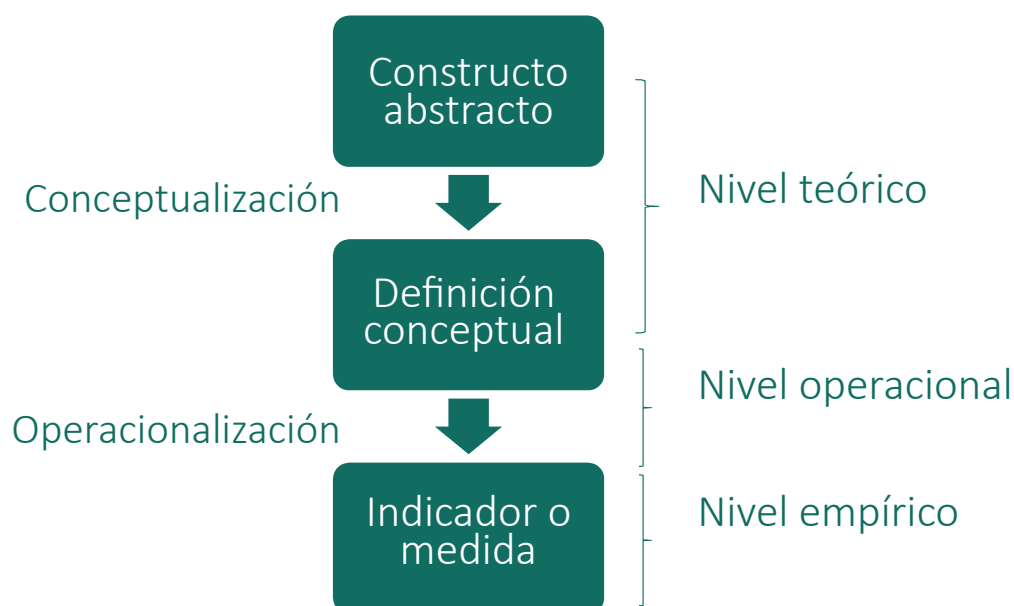 Constructo
abstracto
Conceptualización
Nivel teórico
Definición
conceptual
Nivel operacional
Operacionalización
Indicador o
medida
Nivel empírico